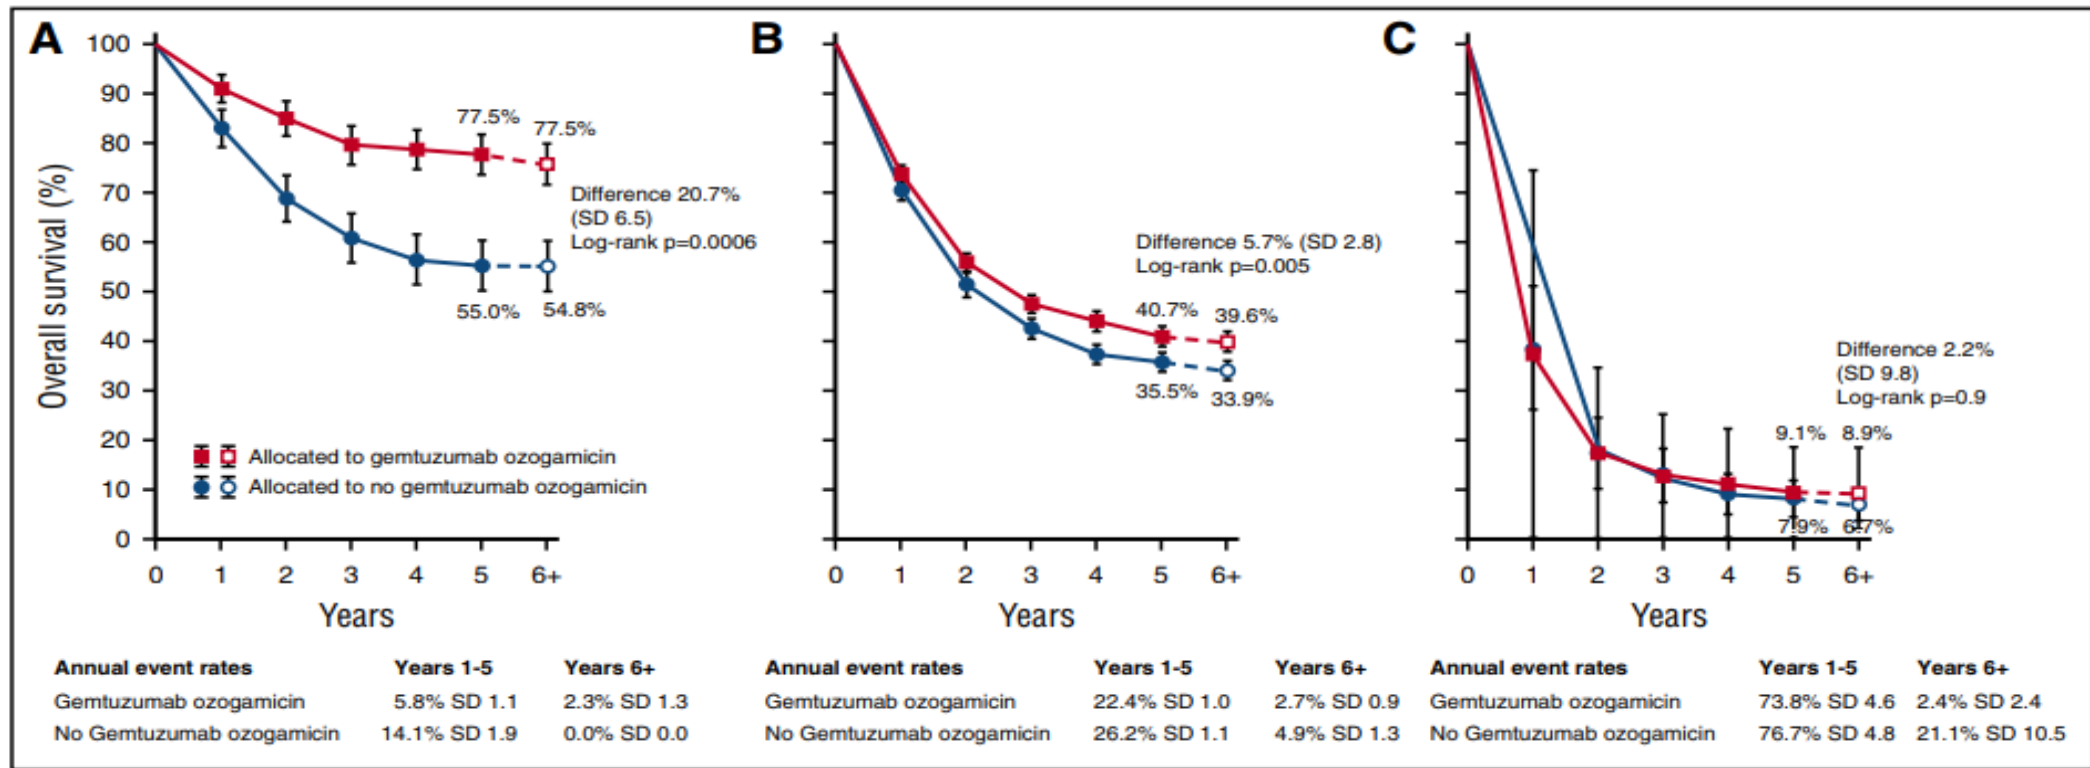 A
100
90
80
70
60
50
40
30
20
10
0
Overall survival (%)
77.5% 77.5%
Difference 20.7%
(SD 6.5)
Log-rank p=0.0006
55.0% 54.8%
Allocated to gemtuzumab ozogamicin
Allocated to no gemtuzumab ozogamicin
0 1 2 3 4 5 6+
Years
Annual event rates Years 1-5 Years 6+
Gemtuzumab ozogamicin 5.8% SD 1.1 2.3% SD 1.3
No Gemtuzumab ozogamicin 14.1% SD 1.9 0.0% SD 0.0
B
Difference 5.7% (SD 2.8)
Log-rank p=0.005
40.7% 39.6%
35.5% 33.9%
0 1 2 3 4 5 6+
Years
Annual event rates Years 1-5 Years 6+
Gemtuzumab ozogamicin 22.4% SD 1.0 2.7% SD 0.9
No Gemtuzumab ozogamicin 26.2% SD 1.1 4.9% SD 1.3
C
Difference 2.2%
(SD 9.8)
Log-rank p=0.9
9.1% 8.9%
7.9% 6.7%
0 1 2 3 4 5 6+
Years
Annual event rates Years 1-5 Years 6+
Gemtuzumab ozogamicin 73.8% SD 4.6 2.4% SD 2.4
No Gemtuzumab ozogamicin 76.7% SD 4.8 21.1% SD 10.5